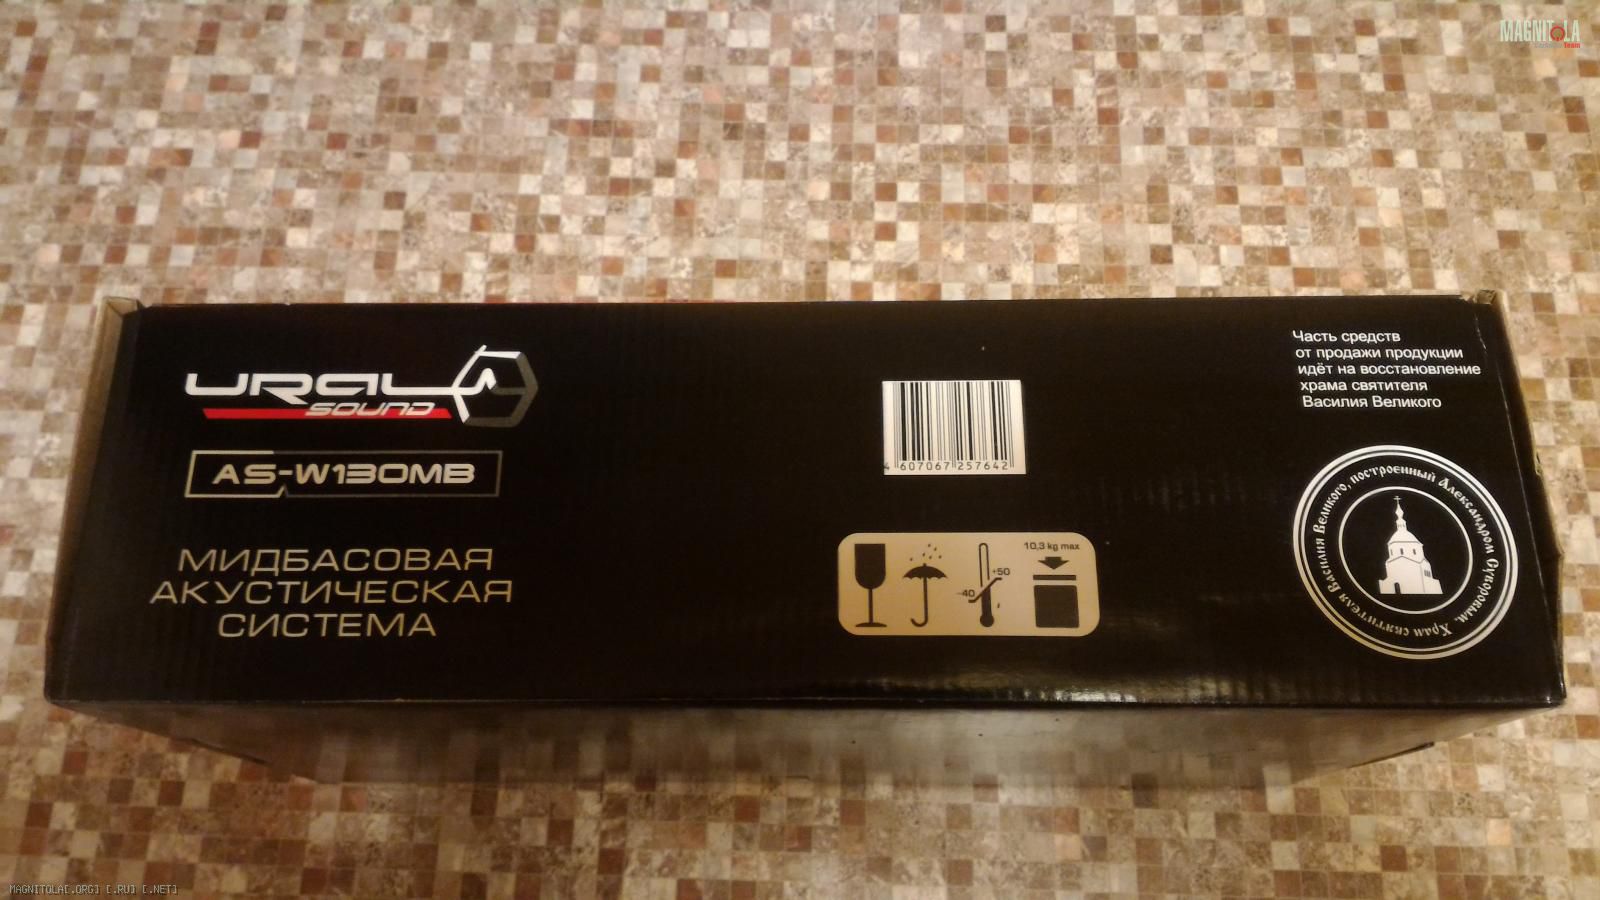 MAGNITOLA
Team
URAL
SOUND
AS-W130MB
МИДБАСОВАЯ
АКУСТИЧЕСКАЯ
СИСТЕМА
4 607067 257642
10,3 kg max
+50
-40
Часть средств
от продажи продукции
идёт на восстановление
храма святителя
Василия Великого
Храм святителя Василия Великого, построенный Александром Суворовым.
MAGNITOLA[.ORG] [.RU] [.NET]